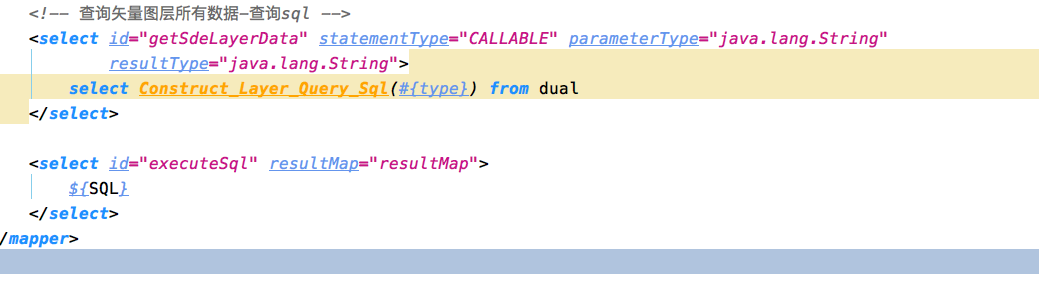 <!-- 查询矢量图层所有数据-查询sql -->
<select id="getSdeLayerData" statementType="CALLABLE" parameterType="java.lang.String"
resultType="java.lang.String">
select Construct_Layer_Query_Sql(#{type}) from dual
</select>
<select id="executeSql" resultMap="resultMap">
${SQL}
</select>
/mapper>